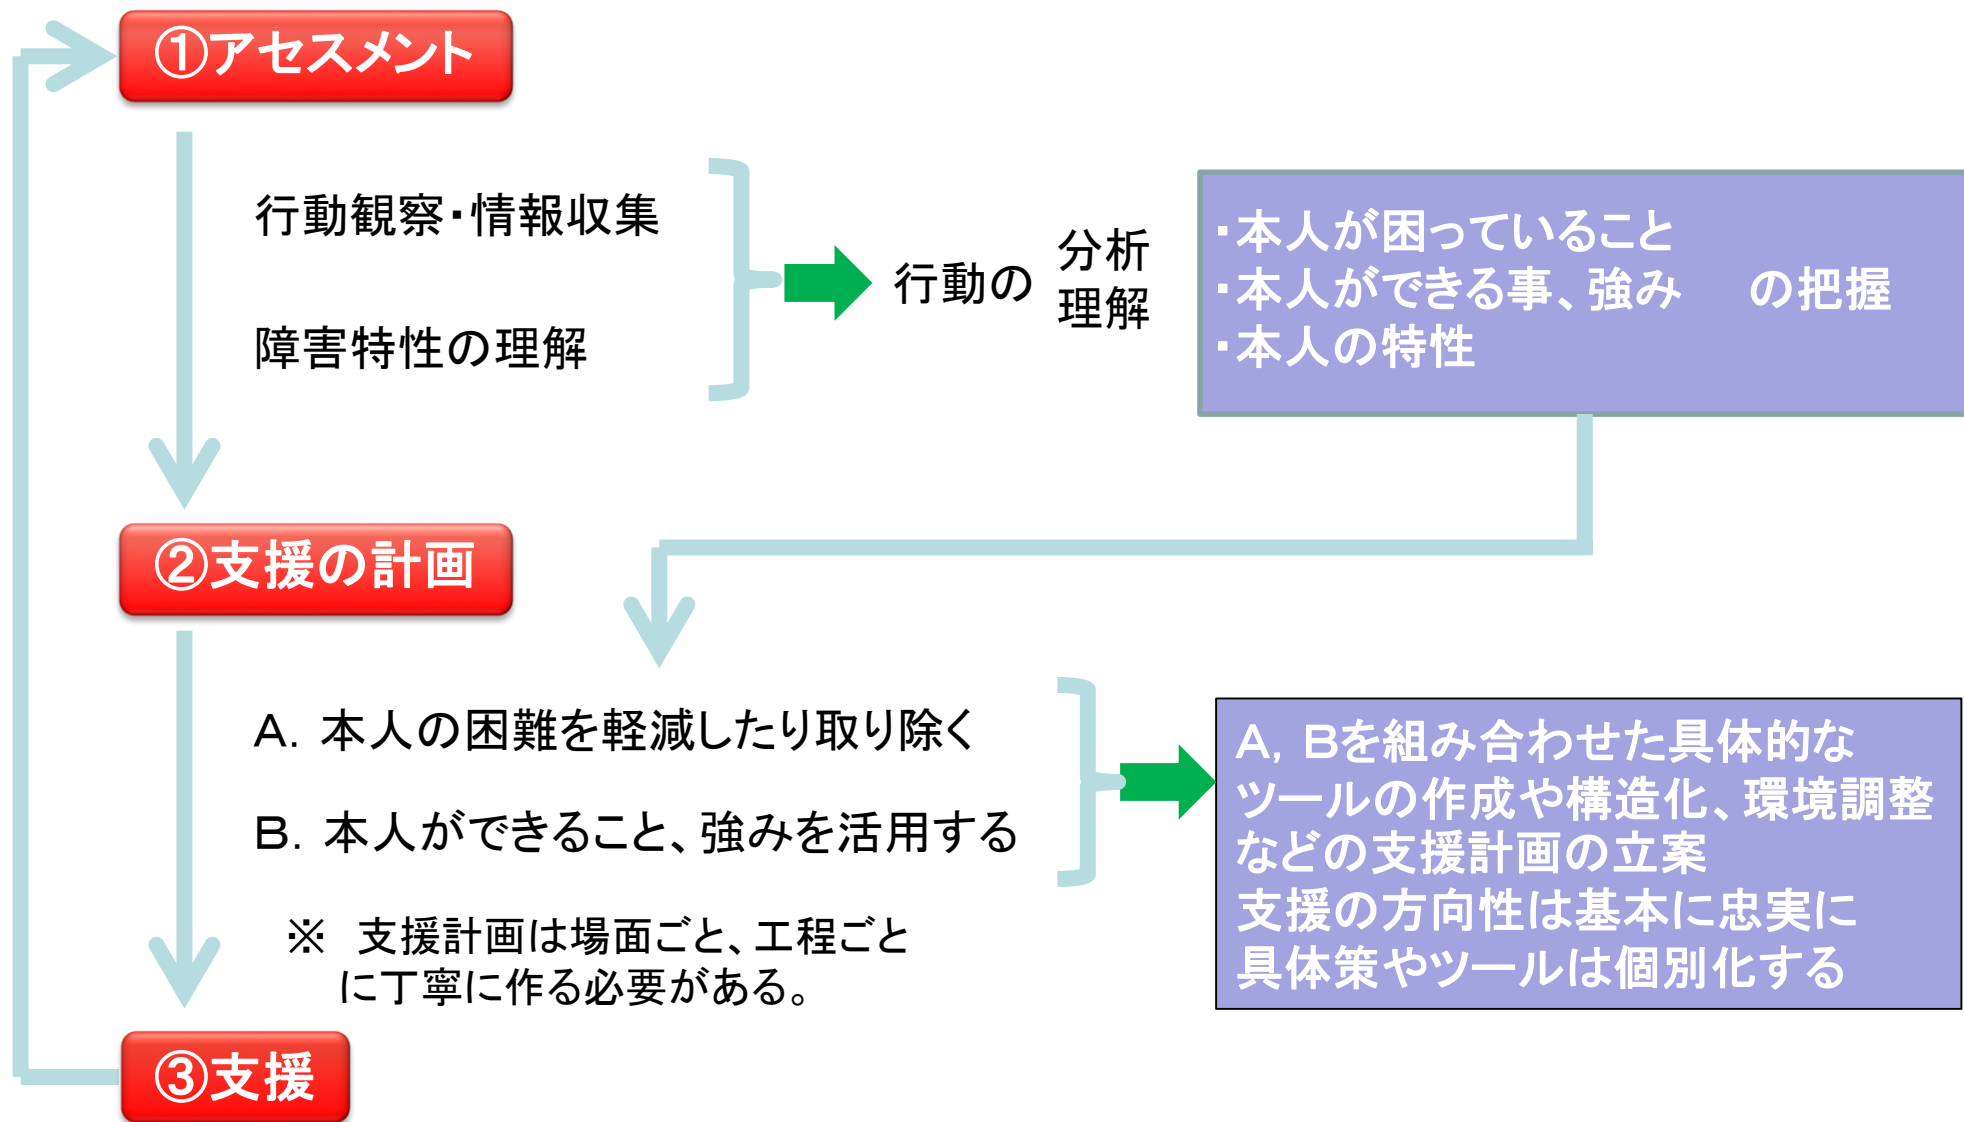 ①アセスメント
行動観察・情報収集
障害特性の理解
行動の
分析
理解
・本人が困っていること
・本人ができる事、強み　の把握
・本人の特性
②支援の計画
A. 本人の困難を軽減したり取り除く
B. 本人ができること、強みを活用する
※　支援計画は場面ごと、工程ごと
に丁寧に作る必要がある。
A, Bを組み合わせた具体的な
ツールの作成や構造化、環境調整
などの支援計画の立案
支援の方向性は基本に忠実に
具体策やツールは個別化する
③支援